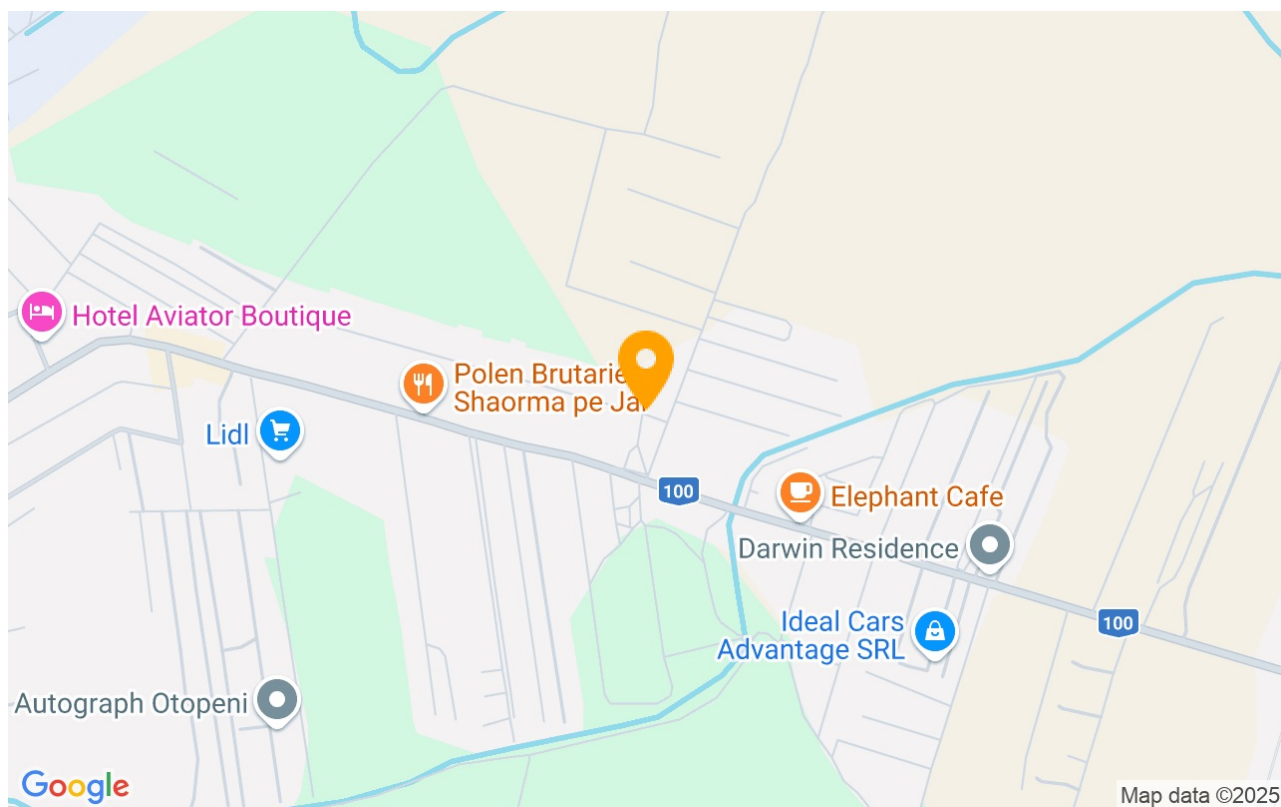 Hotel Aviator Boutique
Polen Brutarie
Shaorma pe Jar
Lidl
100
Elephant Cafe
Darwin Residence
100
Ideal Cars
Advantage SRL
Autograph Otopeni
Google
Map data ©2025